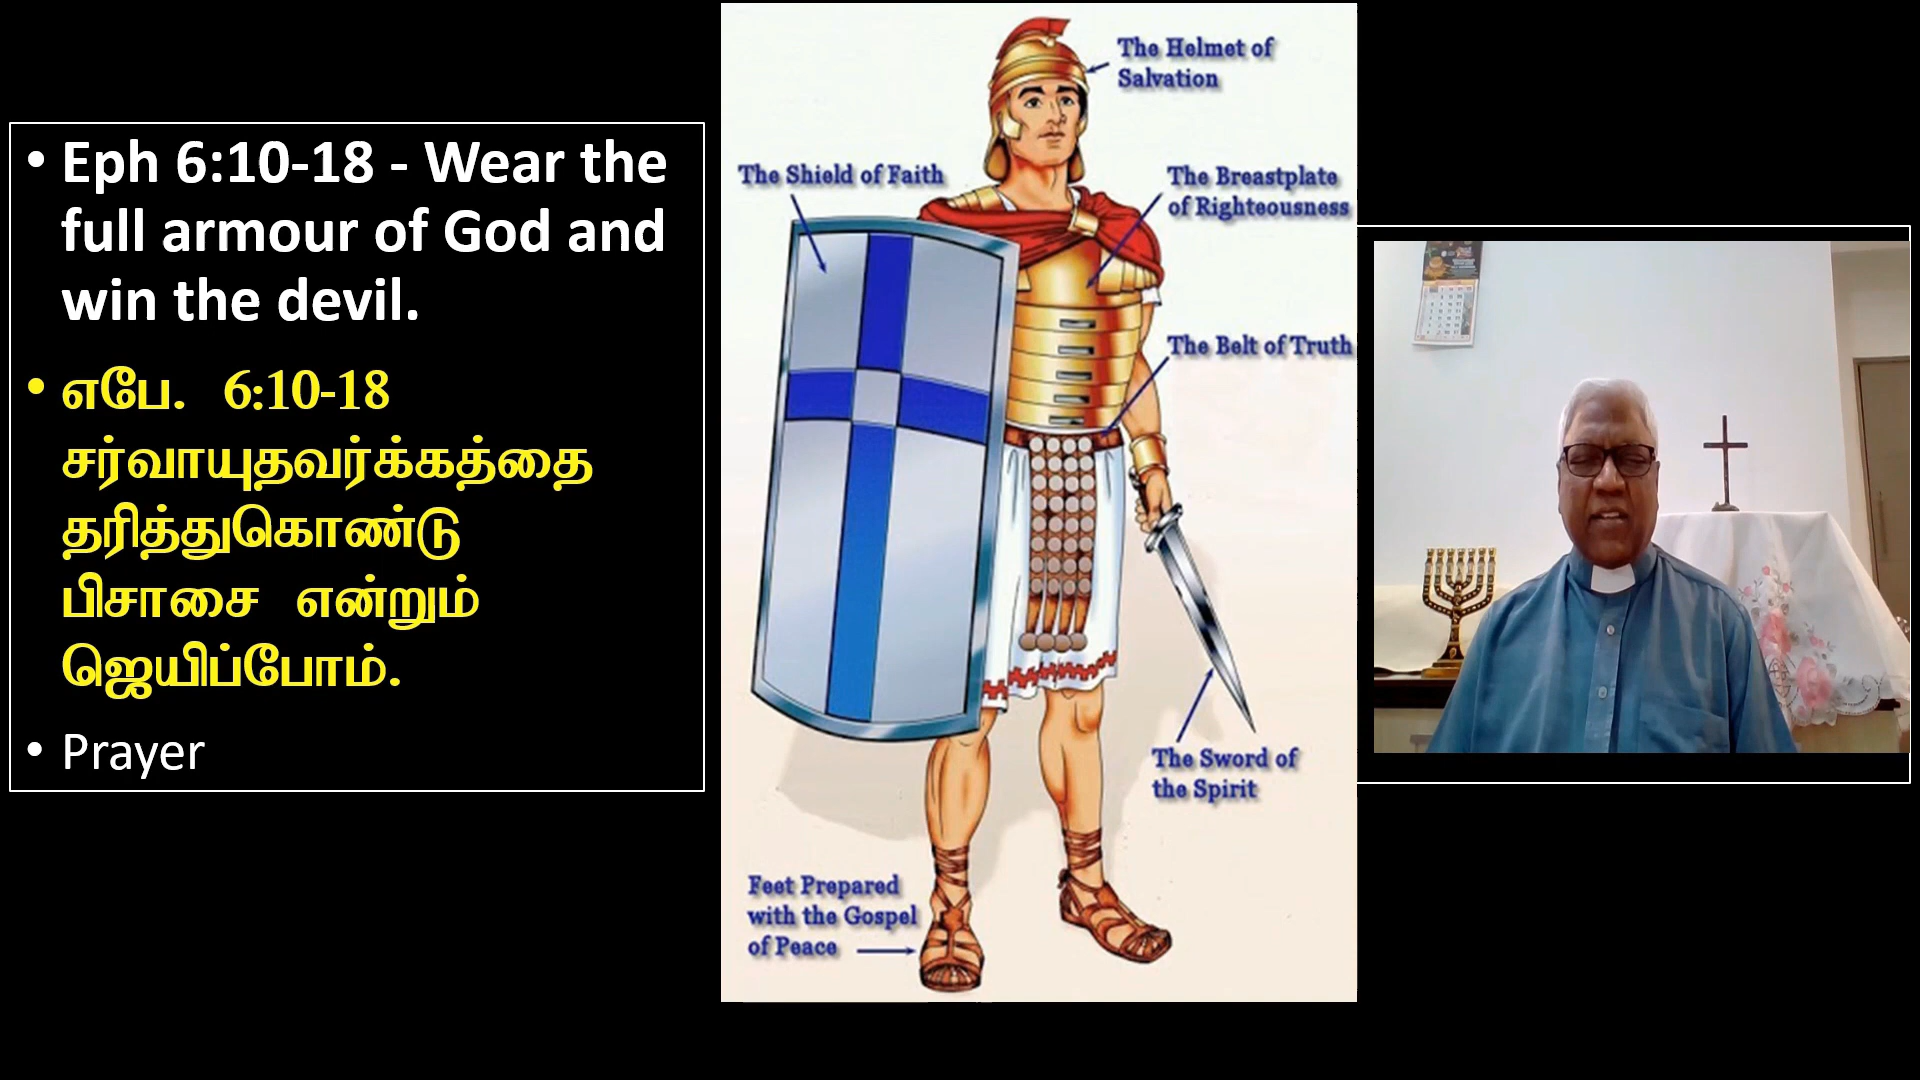 • Eph 6:10-18 - Wear the
full armour of God and
win the devil.
• எபே. 6:10-18
சர்வாயுதவர்க்கத்தை
தரித்துகொண்டு
பிசாசை என்றும்
ஜெயிப்போம்.
• Prayer
The Helmet of
Salvation
The Shield of Faith
The Breastplate
of Righteousness
The Belt of Truth
The Sword of
the Spirit
Feet Prepared
with the Gospel
of Peace